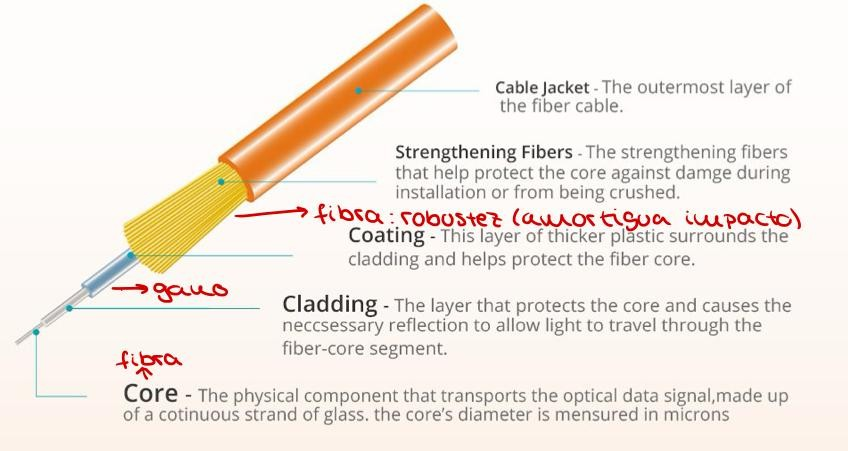 Cable Jacket - The outermost layer of
the fiber cable.
Strengthening Fibers - The strengthening fibers
that help protect the core against damge during
installation or from being crushed.
fibra: robustez (amortigua impacto)
Coating - This layer of thicker plastic surrounds the
cladding and helps protect the fiber core.
Cladding - The layer that protects the core and causes the
neccsessary reflection to allow light to travel through the
fiber-core segment.
fibra
Core - The physical component that transports the optical data signal,made up
of a cotinuous strand of glass. the core's diameter is mensured in microns